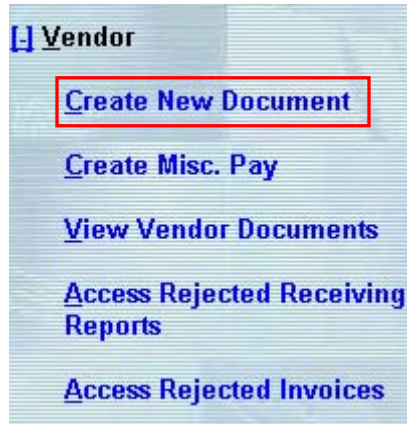 [-] Vendor
Create New Document
Create Misc. Pay
View Vendor Documents
Access Rejected Receiving
Reports
Access Rejected Invoices